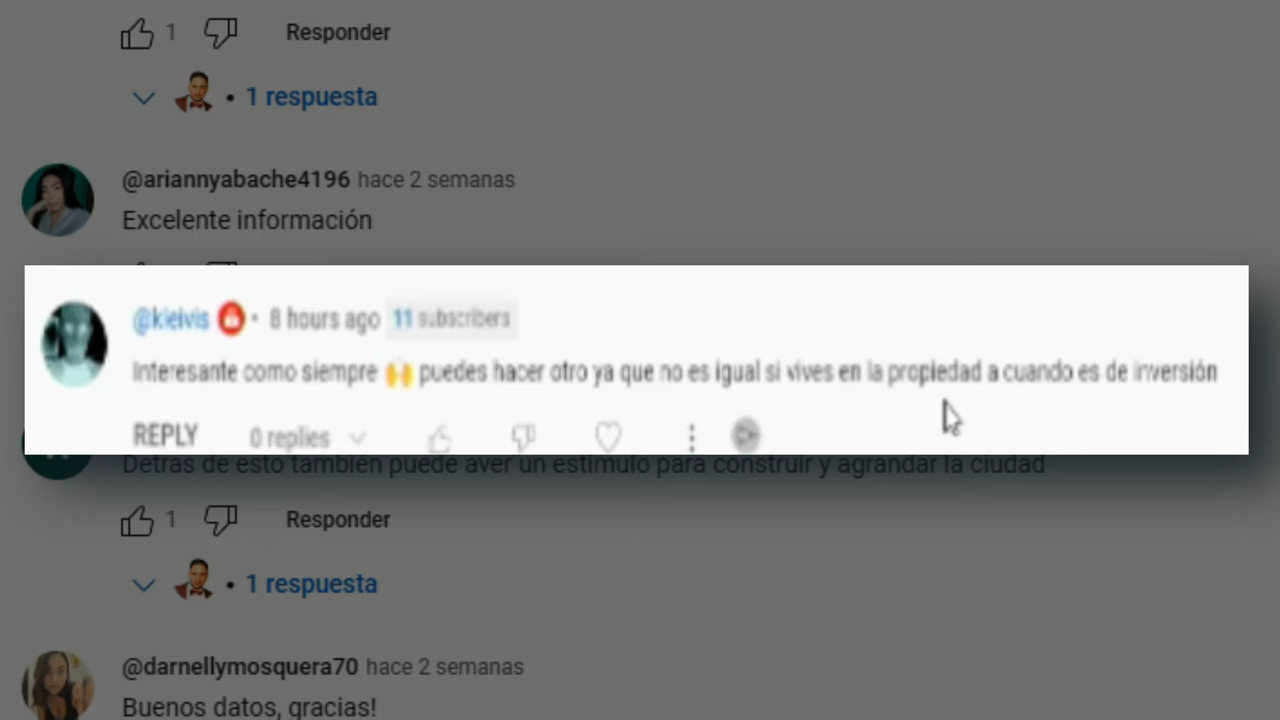 1 Responder
1 respuesta
@ariannyabache4196 hace 2 semanas
Excelente información
@kleivis · 8 hours ago 11 subscribers
Interesante como siempre 🙌 puedes hacer otro ya que no es igual si vives en la propiedad a cuando es de inversión
REPLY 0 replies
Detras de esto también puede aver un estimulo para construir y agrandar la ciudad
1 Responder
1 respuesta
@darnellymosquera70 hace 2 semanas
Buenos datos, gracias!